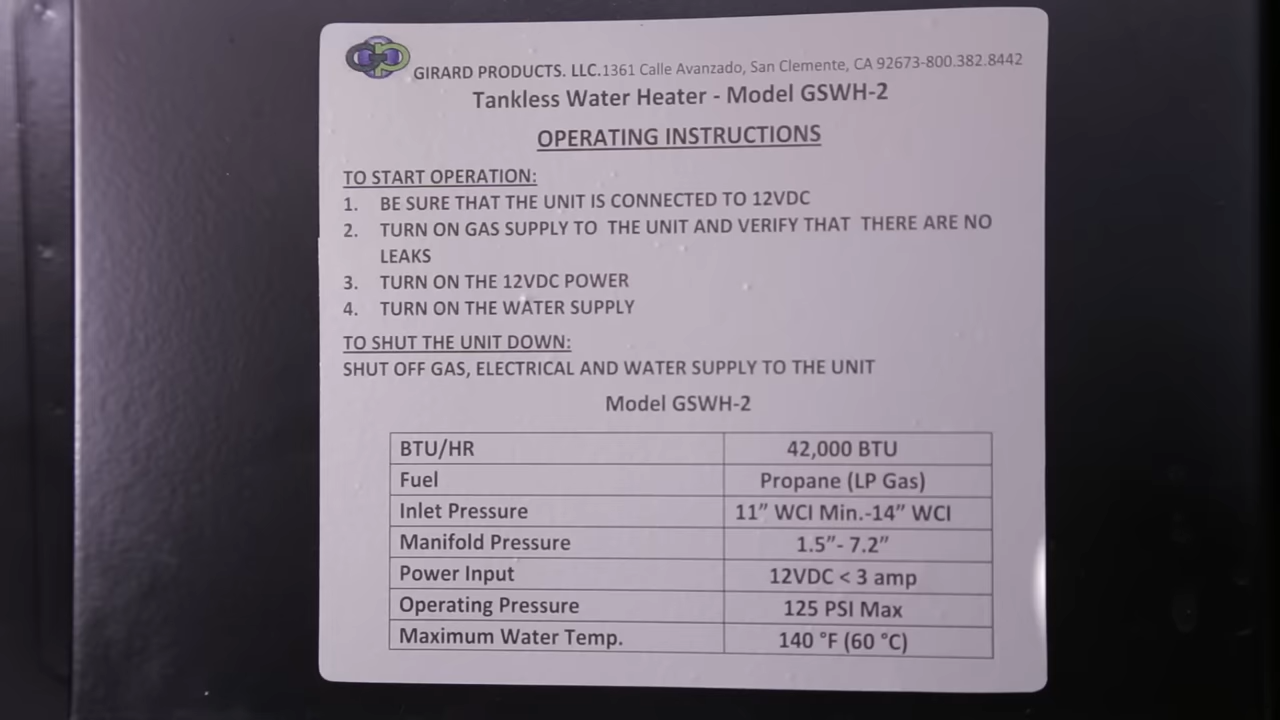 GIRARD PRODUCTS. LLC.1361 Calle Avanzado, San Clemente, CA 92673-800.382.8442
Tankless Water Heater - Model GSWH-2
OPERATING INSTRUCTIONS
TO START OPERATION:
1. BE SURE THAT THE UNIT IS CONNECTED TO 12VDC
2. TURN ON GAS SUPPLY TO THE UNIT AND VERIFY THAT THERE ARE NO
LEAKS
3. TURN ON THE 12VDC POWER
4. TURN ON THE WATER SUPPLY
TO SHUT THE UNIT DOWN:
SHUT OFF GAS, ELECTRICAL AND WATER SUPPLY TO THE UNIT
Model GSWH-2
BTU/HR 42,000 BTU
Fuel Propane (LP Gas)
Inlet Pressure 11” WCI Min.-14” WCI
Manifold Pressure 1.5”- 7.2”
Power Input 12VDC < 3 amp
Operating Pressure 125 PSI Max
Maximum Water Temp. 140 °F (60 °C)